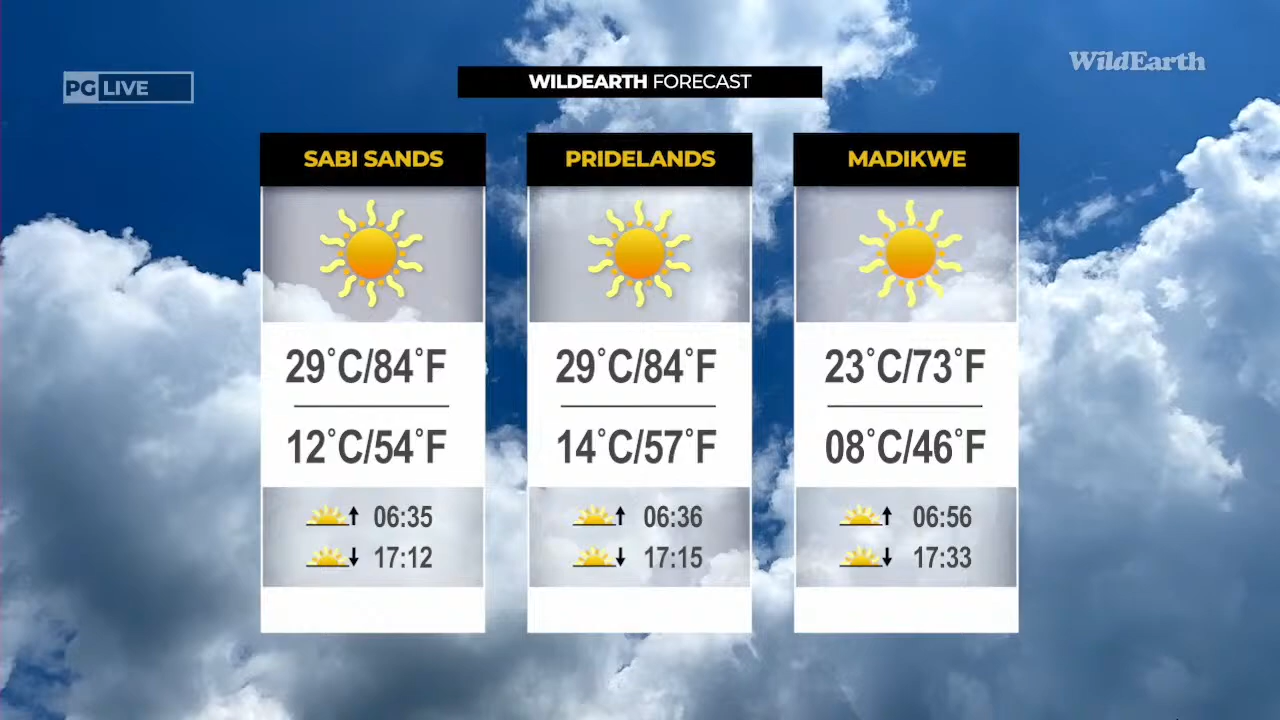 PG LIVE
WildEarth
WILDEARTH FORECAST
SABI SANDS
29°C/84°F
12°C/54°F
06:35
17:12
PRIDELANDS
29°C/84°F
14°C/57°F
06:36
17:15
MADIKWE
23°C/73°F
08°C/46°F
06:56
17:33